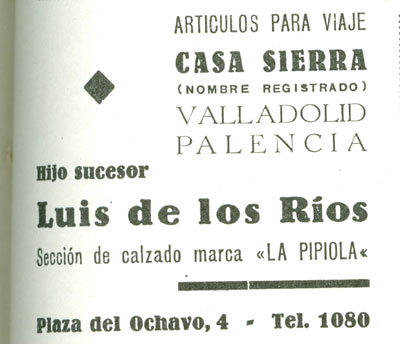 ARTICULOS PARA VIAJE
CASA SIERRA
(NOMBRE REGISTRADO)
VALLADOLID
PALENCIA
Hijo sucesor
Luis de los Ríos
Sección de calzado marca «LA PIPIOLA«
Plaza del Ochavo, 4 - Tel. 1080